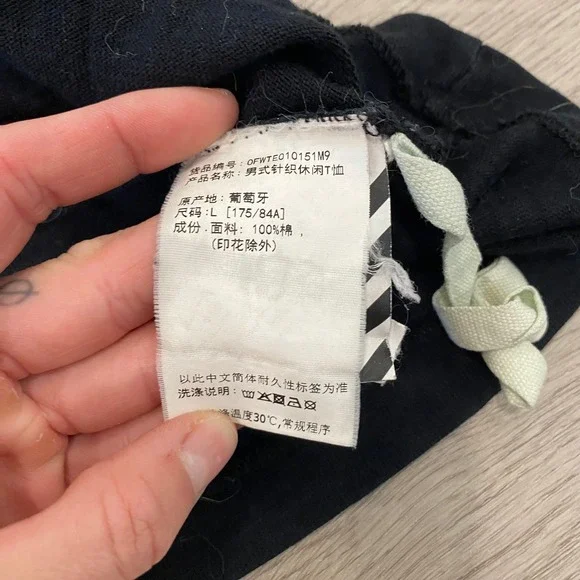 货品编号: OFWTE010151M9
产品名称: 男式针织休闲T恤
原产地: 葡萄牙
尺码: L [175/84A]
成份: 面料: 100%棉,
(印花除外)
以此中文简体耐久性标签为准
洗涤说明:
温度30℃,常规程序